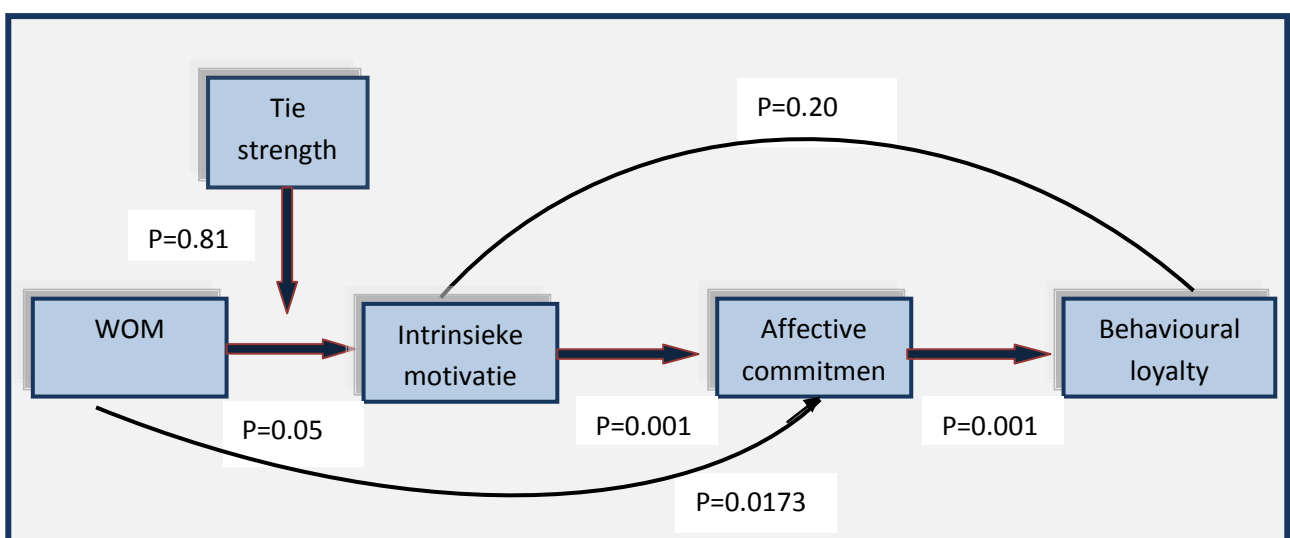 Tie
strength
P=0.20
P=0.81
WOM
Intrinsieke
motivatie
Affective
commitmen
Behavioural
loyalty
P=0.05
P=0.001
P=0.001
P=0.0173